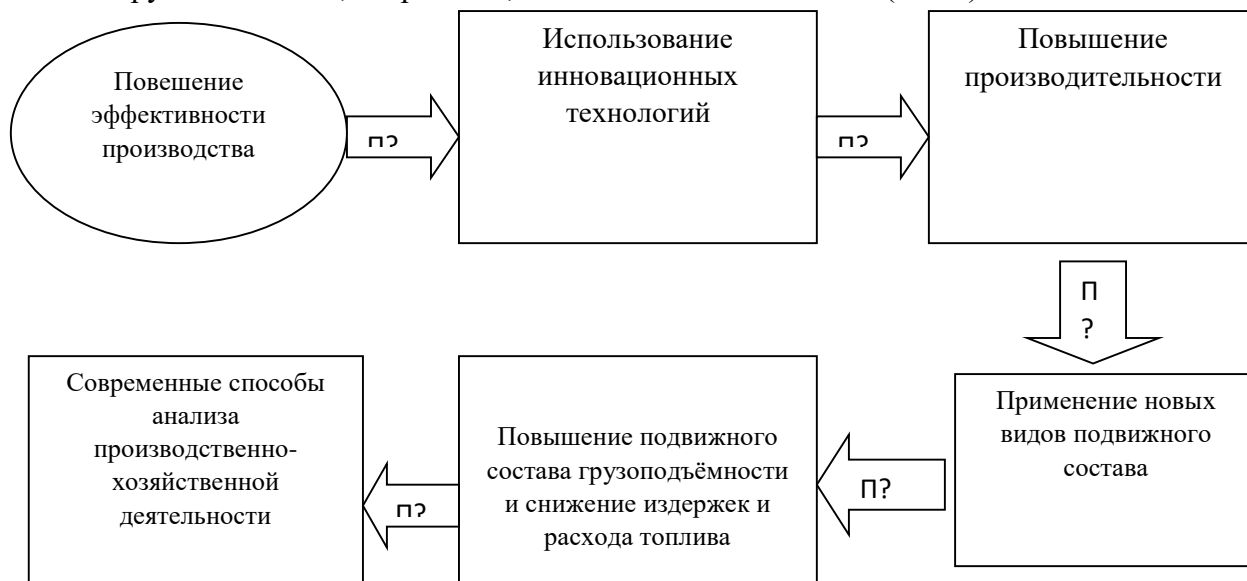 Повешение
эффективности
производства
П?
Использование
инновационных
технологий
П?
Повышение
производительности
П
?
Применение новых
видов подвижного
состава
П?
Повышение подвижного
состава грузоподъёмности
и снижение издержек и
расхода топлива
П?
Современные способы
анализа
производственно-
хозяйственной
деятельности